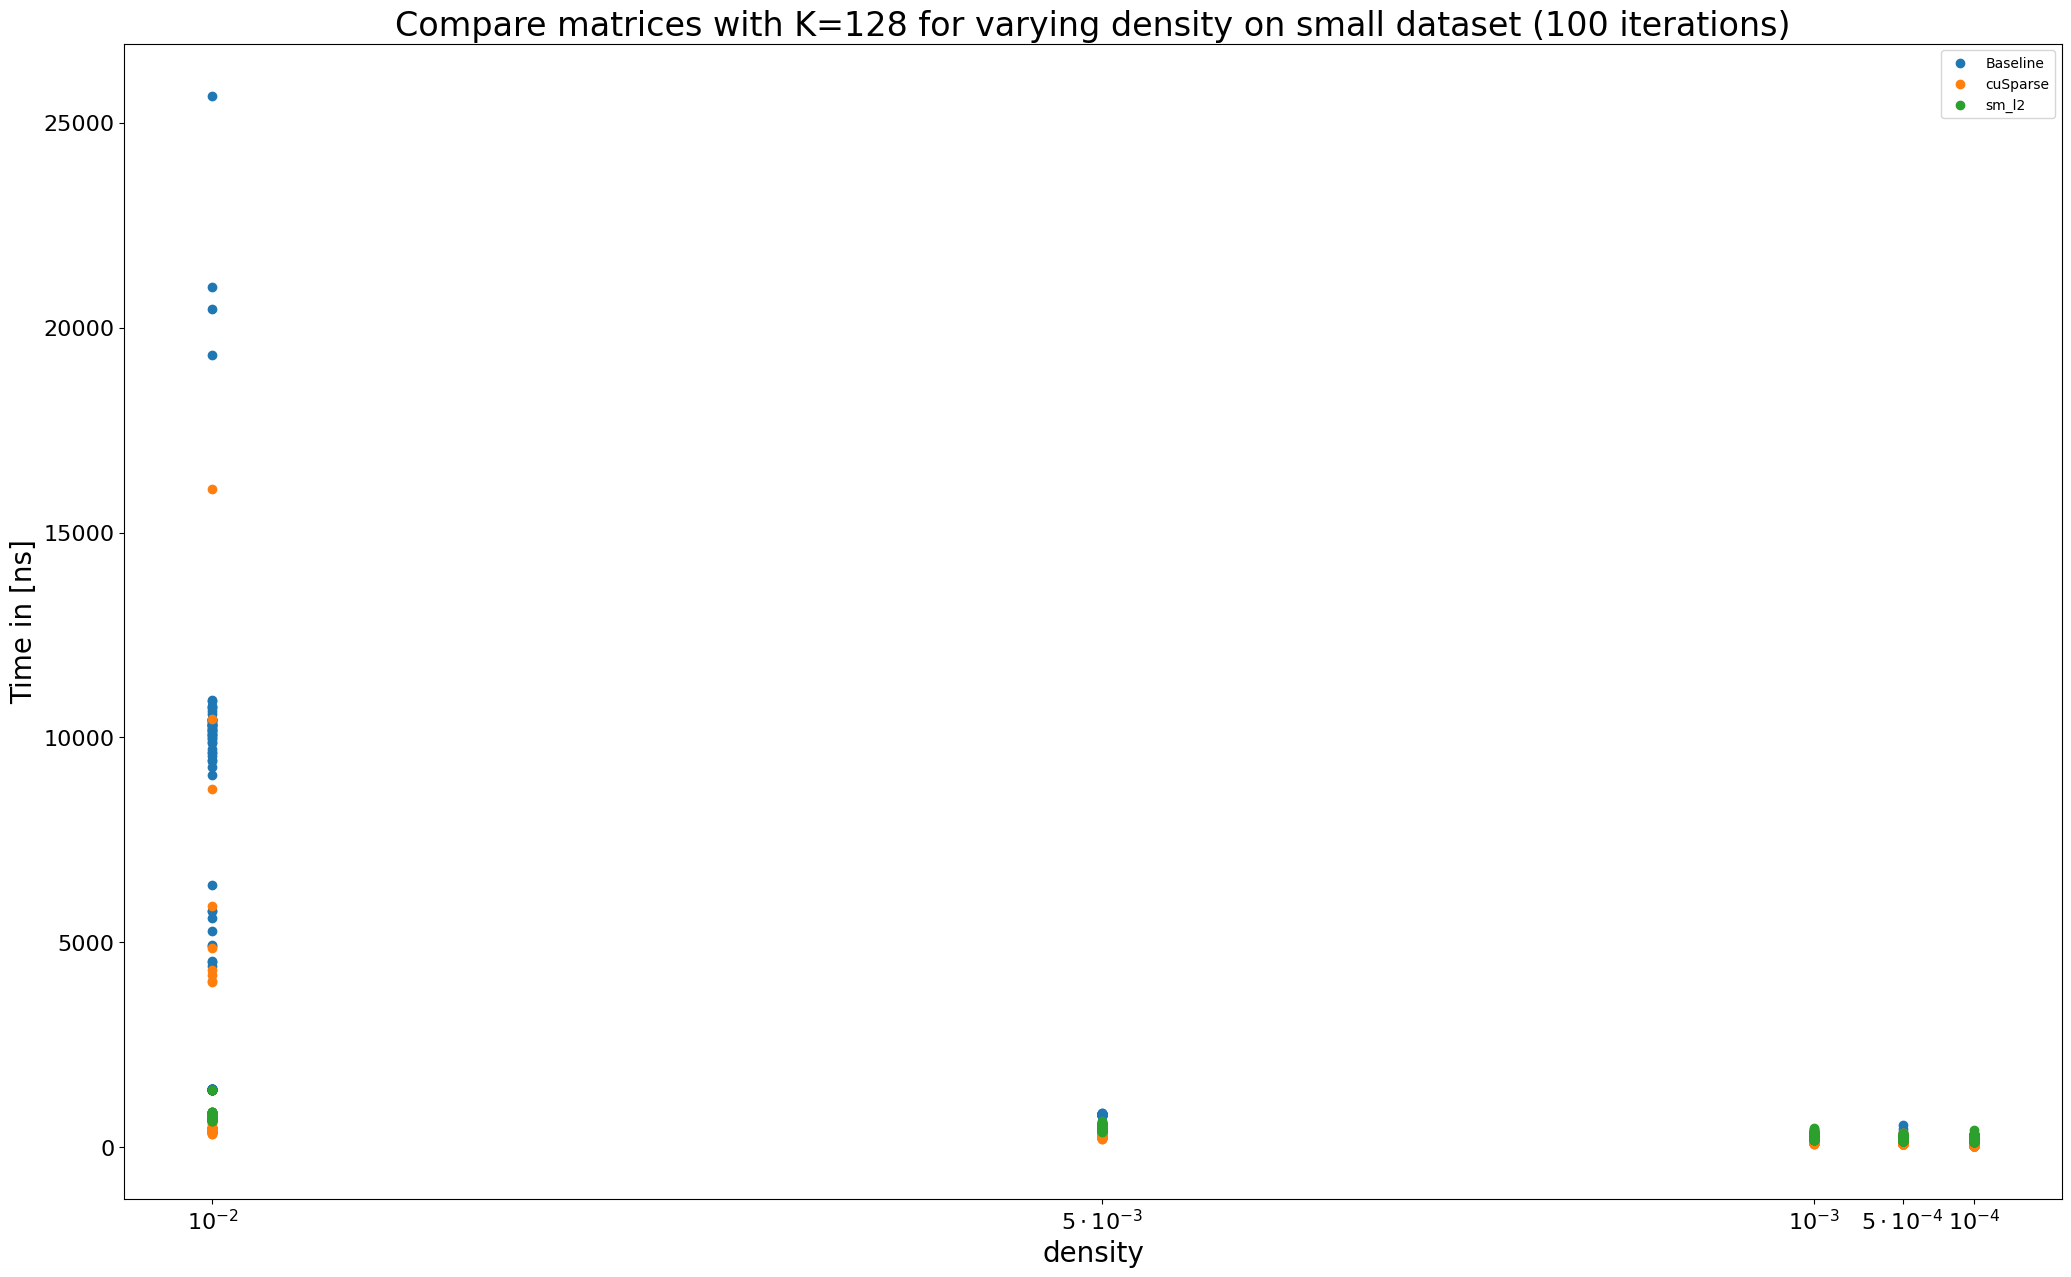 Compare matrices with K=128 for varying density on small dataset (100 iterations)
Baseline
cuSparse
sm_l2
Time in [ns]
25000
20000
15000
10000
5000
0
10⁻² 5·10⁻³ 10⁻³ 5·10⁻⁴ 10⁻⁴
density